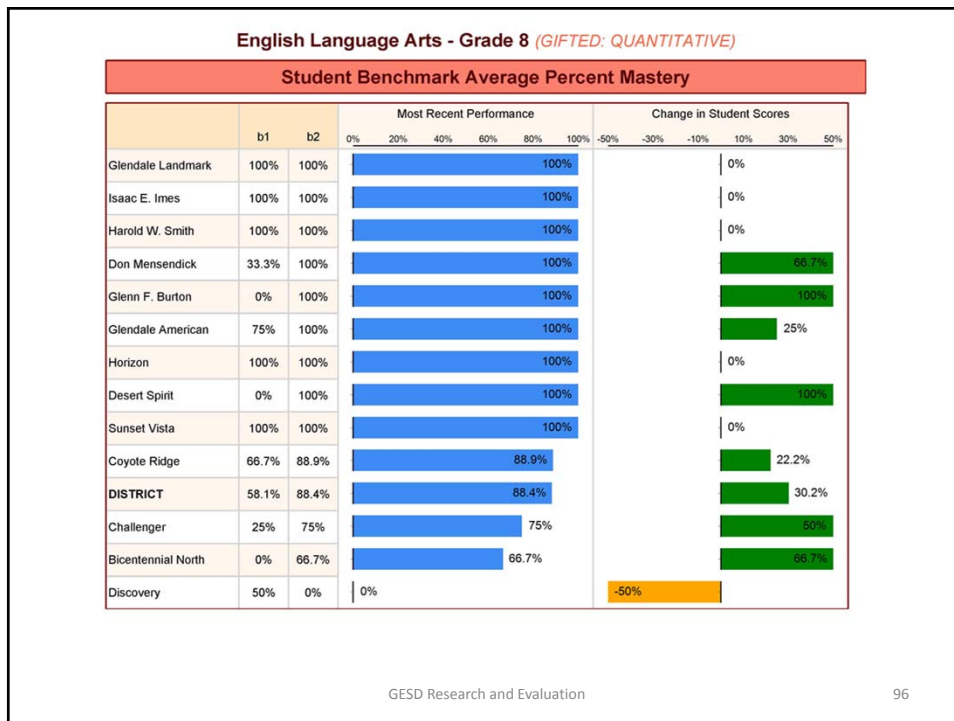 English Language Arts - Grade 8 (GIFTED: QUANTITATIVE)
Student Benchmark Average Percent Mastery
Most Recent Performance Change in Student Scores
b1 b2 0% 20% 40% 60% 80% 100% -50% -30% -10% 10% 30% 50%
Glendale Landmark 100% 100% 100% 0%
Isaac E. Imes 100% 100% 100% 0%
Harold W. Smith 100% 100% 100% 0%
Don Mensendick 33.3% 100% 100% 66.7%
Glenn F. Burton 0% 100% 100% 100%
Glendale American 75% 100% 100% 25%
Horizon 100% 100% 100% 0%
Desert Spirit 0% 100% 100% 100%
Sunset Vista 100% 100% 100% 0%
Coyote Ridge 66.7% 88.9% 88.9% 22.2%
DISTRICT 58.1% 88.4% 88.4% 30.2%
Challenger 25% 75% 75% 50%
Bicentennial North 0% 66.7% 66.7% 66.7%
Discovery 50% 0% 0% -50%
GESD Research and Evaluation 96